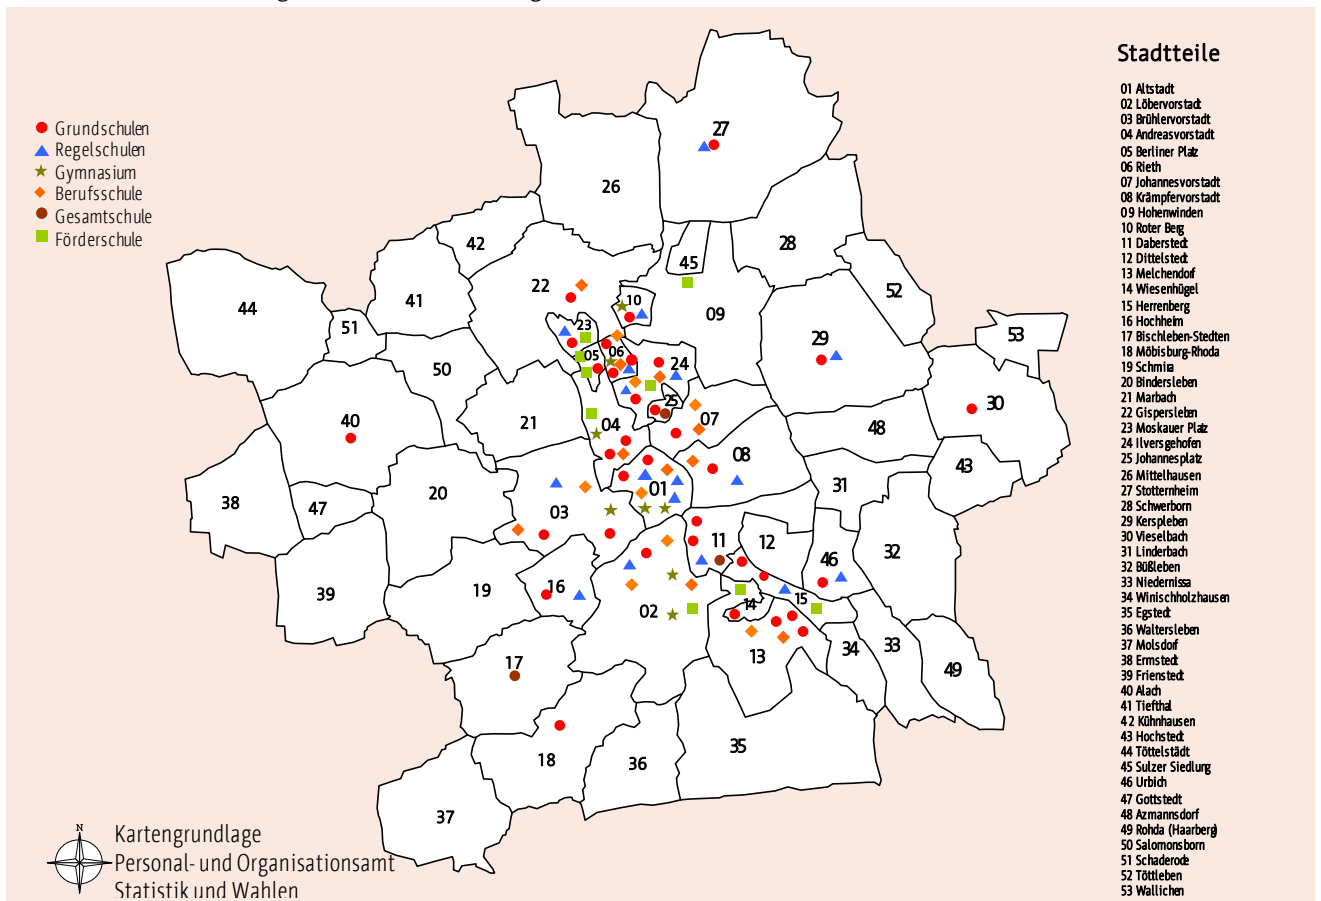 Stadtteile
Grundschulen
Regelschulen
Gymnasium
Berufsschule
Gesamtschule
Förderschule
01 Altstadt
02 Löbervorstadt
03 Brühlervorstadt
04 Andreasvorstadt
05 Berliner Platz
06 Rieth
07 Johannesvorstadt
08 Krämpfervorstadt
09 Hohenwinden
10 Roter Berg
11 Daberstedt
12 Dittelstedt
13 Melchendorf
14 Wiesenhügel
15 Herrenberg
16 Hochheim
17 Bischleben-Stedten
18 Möbisburg-Rhoda
19 Schmira
20 Bindersleben
21 Marbach
22 Gispersleben
23 Moskauer Platz
24 Ilversgehofen
25 Johannesplatz
26 Mittelhausen
27 Stotternheim
28 Schwerborn
29 Kerspleben
30 Vieselbach
31 Linderbach
32 Büßleben
33 Niedernissa
34 Winischholzhausen
35 Egstedt
36 Waltersleben
37 Molsdorf
38 Ermstedt
39 Frienstedt
40 Alach
41 Tiefthal
42 Kühnhausen
43 Hochstedt
44 Töttelstädt
45 Sulzer Siedlung
46 Urbich
47 Gottstedt
48 Azmannsdorf
49 Rohda (Haarberg)
50 Salomonsborn
51 Schaderode
52 Töttleben
53 Wallichen
27
26
42
28
45
44
41
22
10
52
09
51
23
29
53
05
06
24
50
25
30
40
21
04
07
48
08
43
38
20
01
31
47
03
11
12
32
46
39
19
16
02
14
15
17
13
34
33
49
18
36
35
37
N
Kartengrundlage
Personal- und Organisationsamt
Statistik und Wahlen